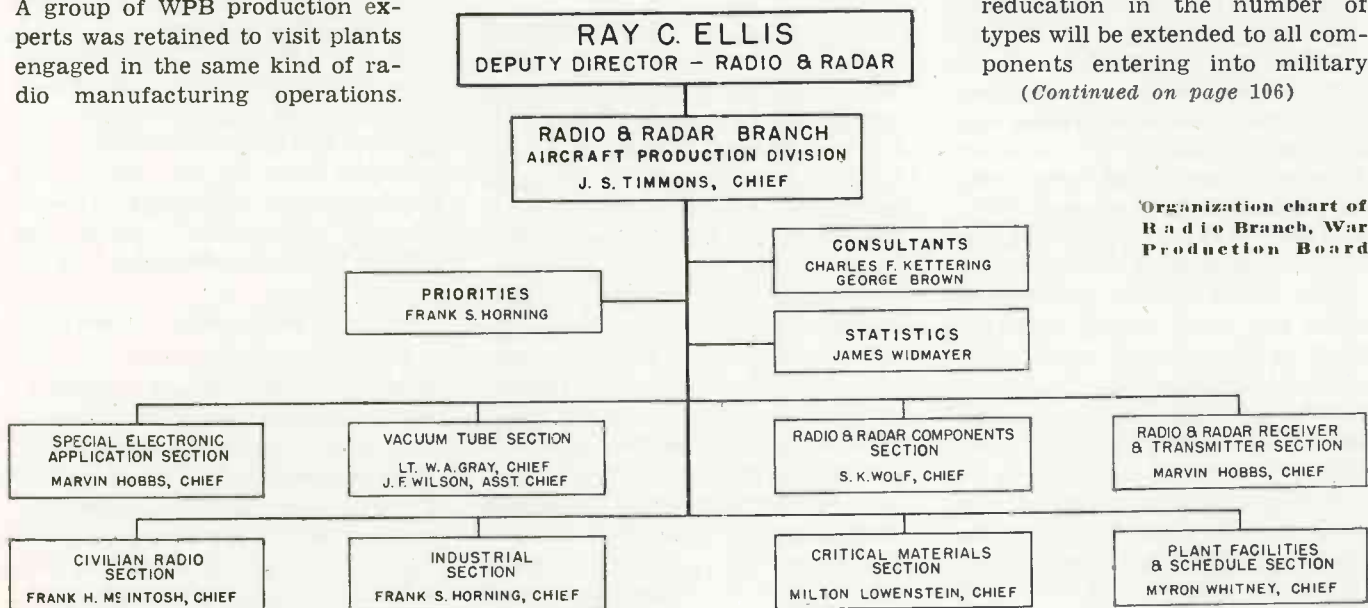 A group of WPB production ex-
perts was retained to visit plants
engaged in the same kind of ra-
dio manufacturing operations.
reducation in the number of
types will be extended to all com-
ponents entering into military
(Continued on page 106)
RAY C. ELLIS
DEPUTY DIRECTOR – RADIO & RADAR
RADIO & RADAR BRANCH
AIRCRAFT PRODUCTION DIVISION
J. S. TIMMONS, CHIEF
Organization chart of
Radio Branch, War
Production Board
CONSULTANTS
CHARLES F. KETTERING
GEORGE BROWN
PRIORITIES
FRANK S. HORNING
STATISTICS
JAMES WIDMAYER
SPECIAL ELECTRONIC
APPLICATION SECTION
MARVIN HOBBS, CHIEF
VACUUM TUBE SECTION
LT. W. A. GRAY, CHIEF
J. F. WILSON, ASST. CHIEF
RADIO & RADAR COMPONENTS
SECTION
S. K. WOLF, CHIEF
RADIO & RADAR RECEIVER
& TRANSMITTER SECTION
MARVIN HOBBS, CHIEF
CIVILIAN RADIO
SECTION
FRANK H. Mc INTOSH, CHIEF
INDUSTRIAL
SECTION
FRANK S. HORNING, CHIEF
CRITICAL MATERIALS
SECTION
MILTON LOWENSTEIN, CHIEF
PLANT FACILITIES
& SCHEDULE SECTION
MYRON WHITNEY, CHIEF